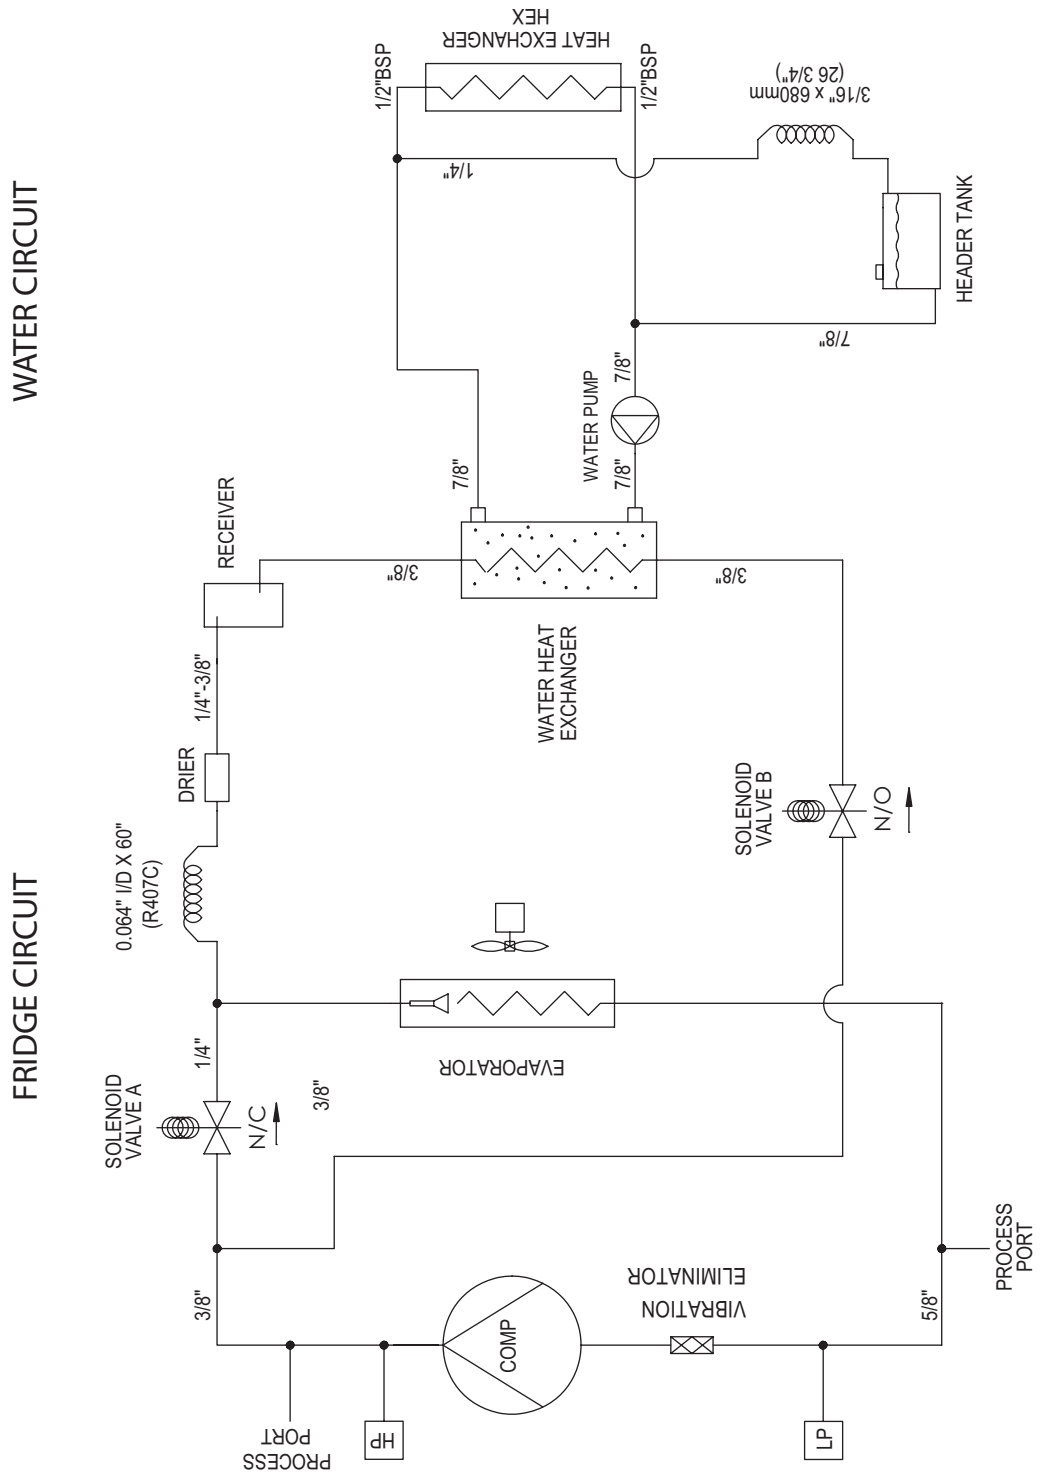 FRIDGE CIRCUIT
WATER CIRCUIT
PROCESS
PORT
HP
3/8"
SOLENOID
VALVE A
N/C
1/4"
0.064" I/D X 60"
(R407C)
DRIER
1/4"-3/8"
RECEIVER
3/8"
3/8"
EVAPORATOR
COMP
VIBRATION
ELIMINATOR
LP
5/8"
PROCESS
PORT
SOLENOID
VALVE B
N/O
WATER HEAT
EXCHANGER
3/8"
7/8"
7/8"
WATER PUMP
7/8"
1/4"
1/2"BSP
HEAT EXCHANGER
HEX
1/2"BSP
3/16" x 680mm
(26 3/4")
7/8"
HEADER TANK